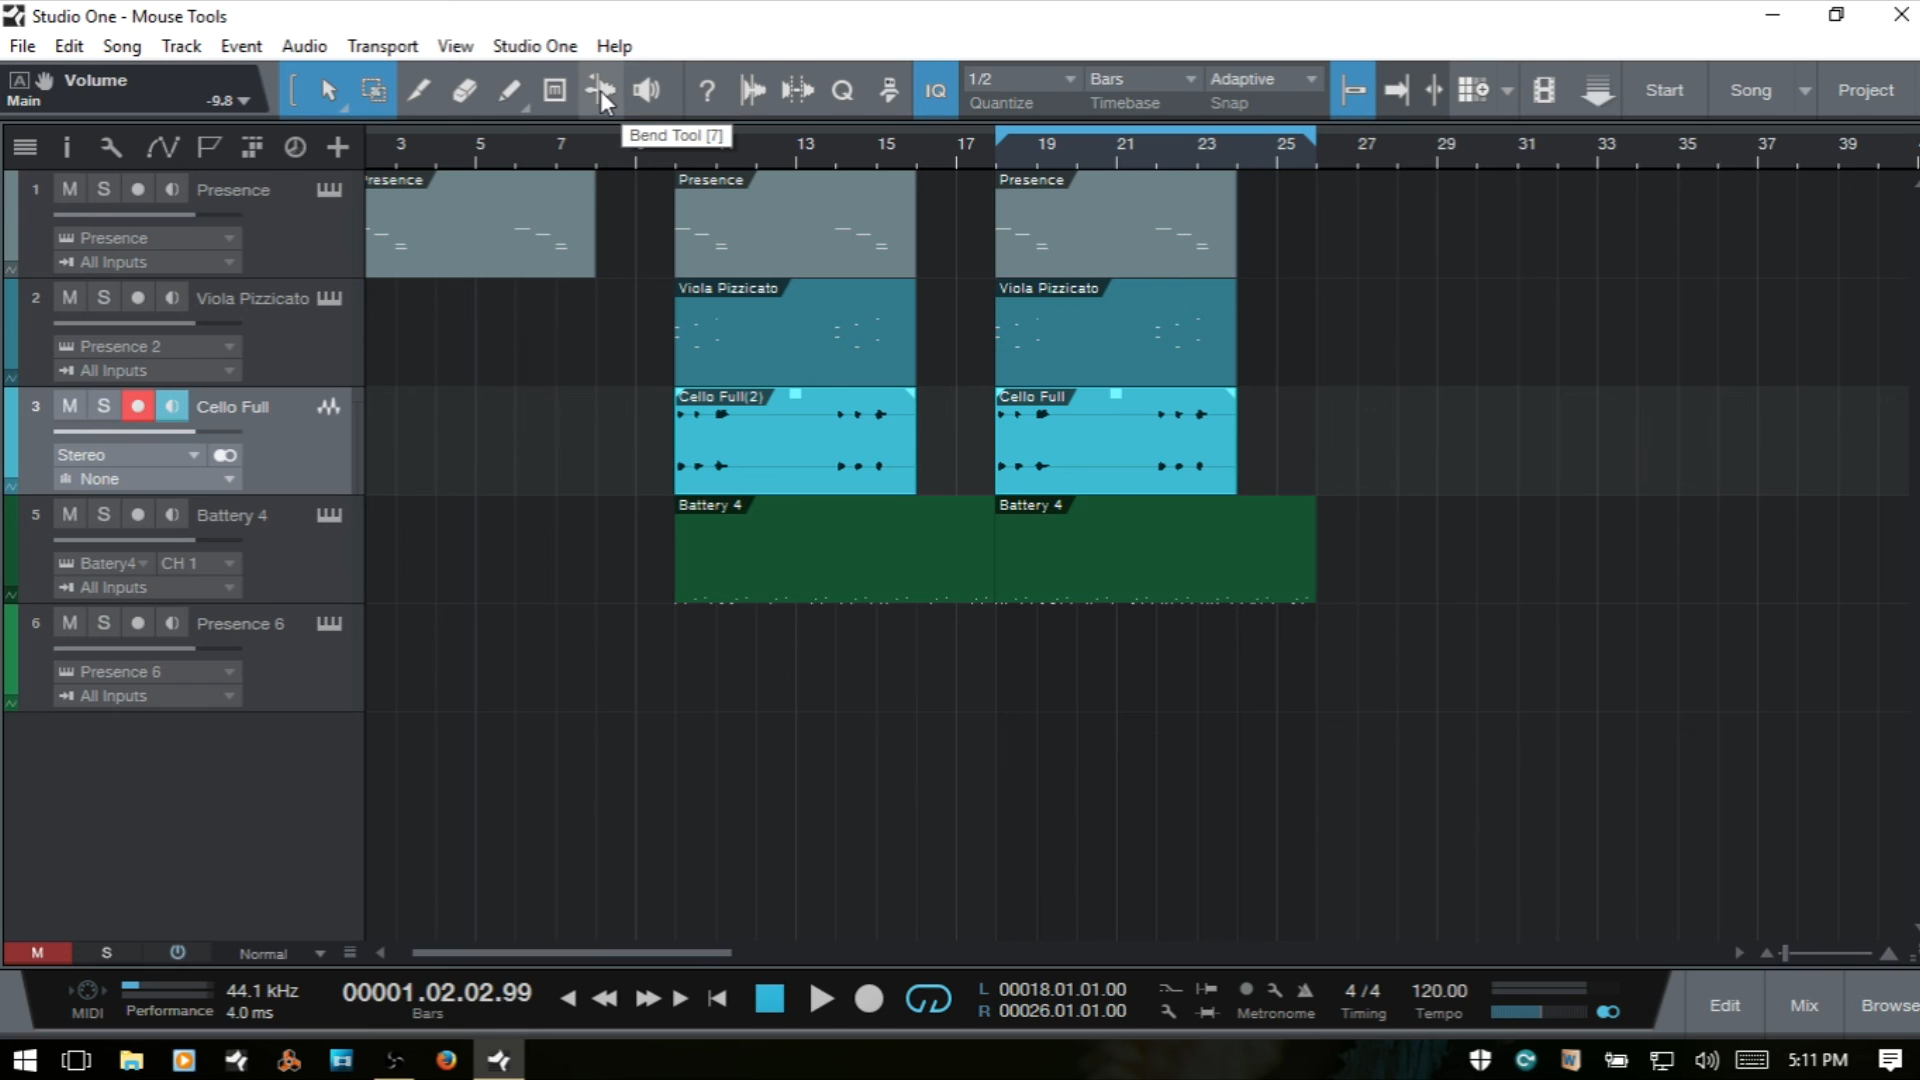 Studio One - Mouse Tools
File Edit Song Track Event Audio Transport View Studio One Help
A Volume
Main -9.8
? Q IQ
1/2 Bars Adaptive
Quantize Timebase Snap
Start Song Project
Bend Tool [7]
3 5 7 13 15 17 19 21 23 25 27 29 31 33 35 37 39
1 M S Presence
Presence
All Inputs
resence Presence Presence
2 M S Viola Pizzicato
Presence 2
All Inputs
Viola Pizzicato Viola Pizzicato
3 M S Cello Full
Stereo
None
Cello Full(2) Cello Full
5 M S Battery 4
Batery4 CH 1
All Inputs
Battery 4 Battery 4
6 M S Presence 6
Presence 6
All Inputs
M S Normal
MIDI
Performance
44.1 kHz
4.0 ms
00001.02.02.99
Bars
L 00018.01.01.00
R 00026.01.01.00
Metronome
4 / 4
Timing
120.00
Tempo
Edit Mix Browse
5:11 PM